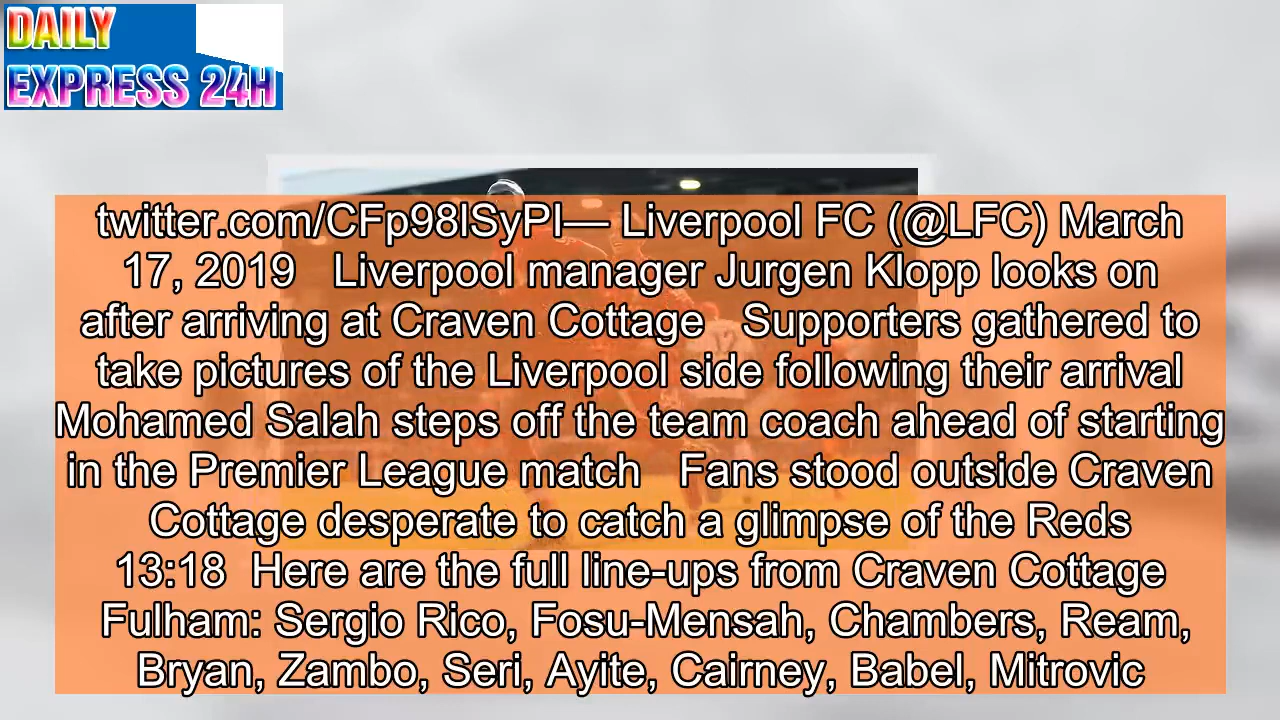 DAILY
EXPRESS 24H
twitter.com/CFp98lSyPI— Liverpool FC (@LFC) March
17, 2019 Liverpool manager Jurgen Klopp looks on
after arriving at Craven Cottage Supporters gathered to
take pictures of the Liverpool side following their arrival
Mohamed Salah steps off the team coach ahead of starting
in the Premier League match Fans stood outside Craven
Cottage desperate to catch a glimpse of the Reds
13:18 Here are the full line-ups from Craven Cottage
Fulham: Sergio Rico, Fosu-Mensah, Chambers, Ream,
Bryan, Zambo, Seri, Ayite, Cairney, Babel, Mitrovic